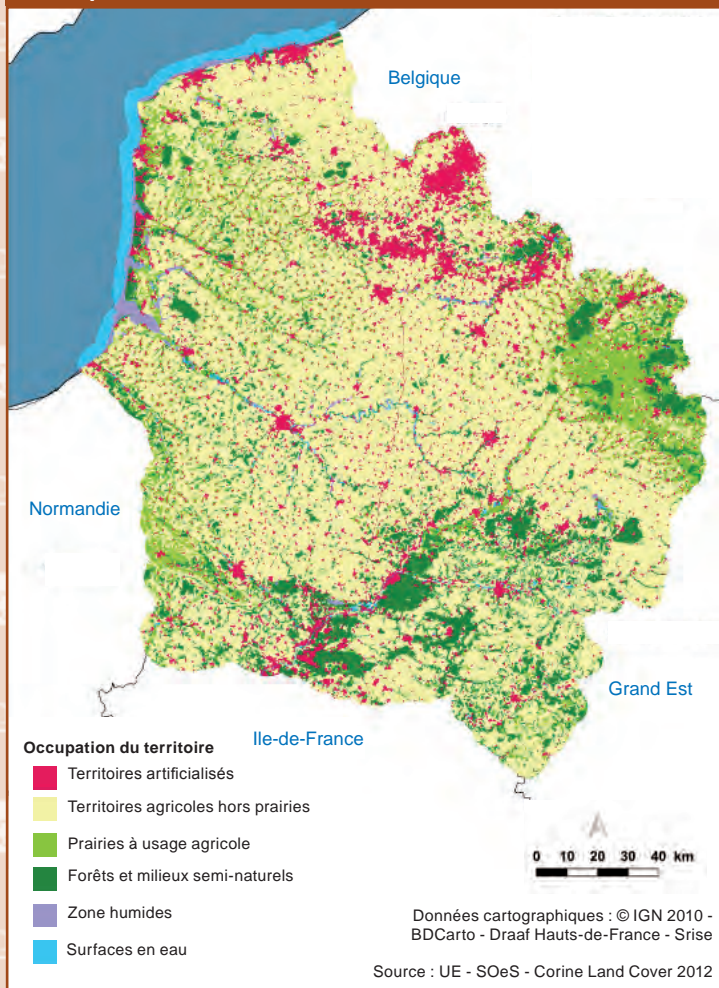 Belgique
Normandie
Grand Est
Ile-de-France
Occupation du territoire
Territoires artificialisés
Territoires agricoles hors prairies
Prairies à usage agricole
Forêts et milieux semi-naturels
Zone humides
Surfaces en eau
0 10 20 30 40 km
Données cartographiques : © IGN 2010 -
BDCarto - Draaf Hauts-de-France - Srise
Source : UE - SOeS - Corine Land Cover 2012